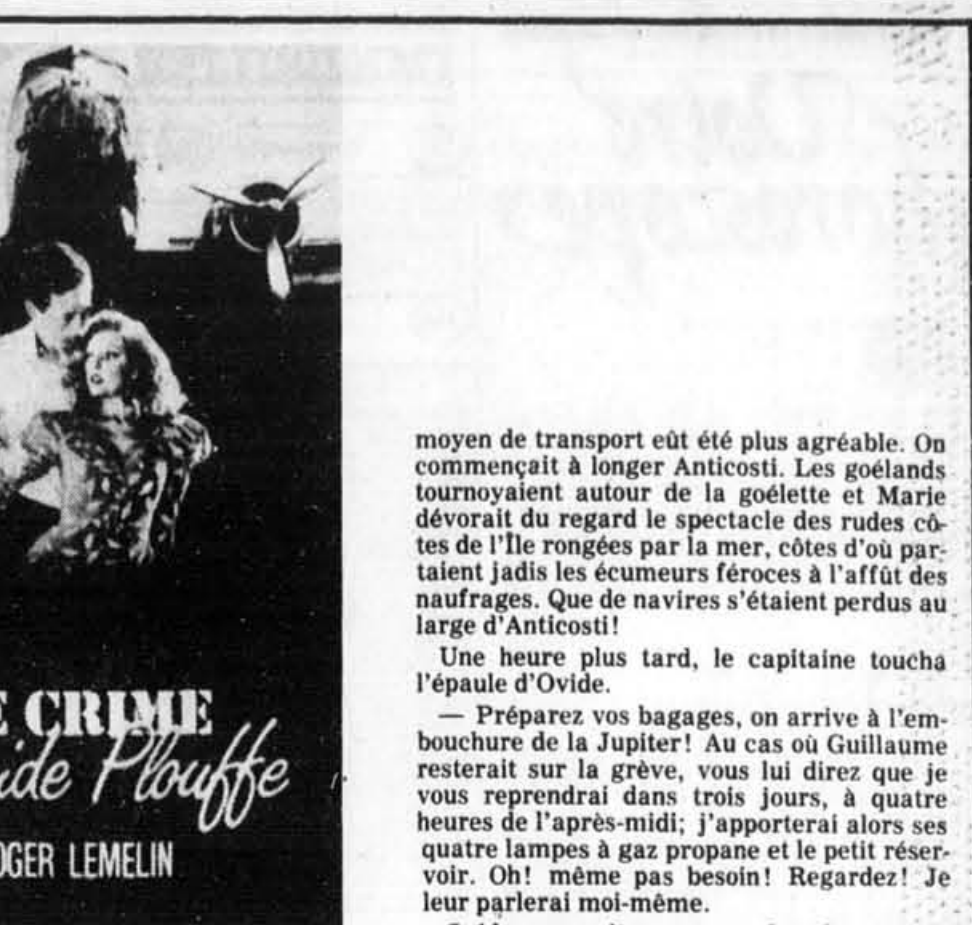 CRIME
Plouffe
LEMELIN
moyen de transport eût été plus agréable. On
commençait à longer Anticosti. Les goélands
tournoyaient autour de la goélette et Marie
dévorait du regard le spectacle des rudes cô-
tes de l'Île rongées par la mer, côtes d'où par-
taient jadis les écumeurs féroces à l'affût des
naufrages. Que de navires s'étaient perdus au
large d'Anticosti!
Une heure plus tard, le capitaine toucha
l'épaule d'Ovide.
— Préparez vos bagages, on arrive à l'em-
bouchure de la Jupiter! Au cas où Guillaume
resterait sur la grève, vous lui direz que je
vous reprendrai dans trois jours, à quatre
heures de l'après-midi; j'apporterai alors ses
quatre lampes à gaz propane et le petit réser-
voir. Oh! même pas besoin! Regardez! Je
leur parlerai moi-même.